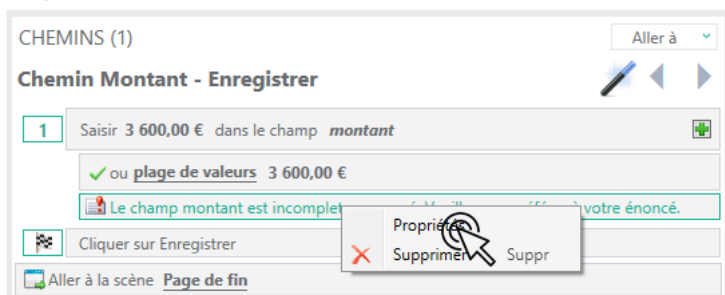 CHEMINS (1)
Aller à
Chemin Montant - Enregistrer
1
Saisir 3 600,00 € dans le champ montant
ou plage de valeurs 3 600,00 €
Le champ montant est incomplet votre énoncé.
Propriétés
Cliquer sur Enregistrer
Supprimer Suppr
Aller à la scène Page de fin